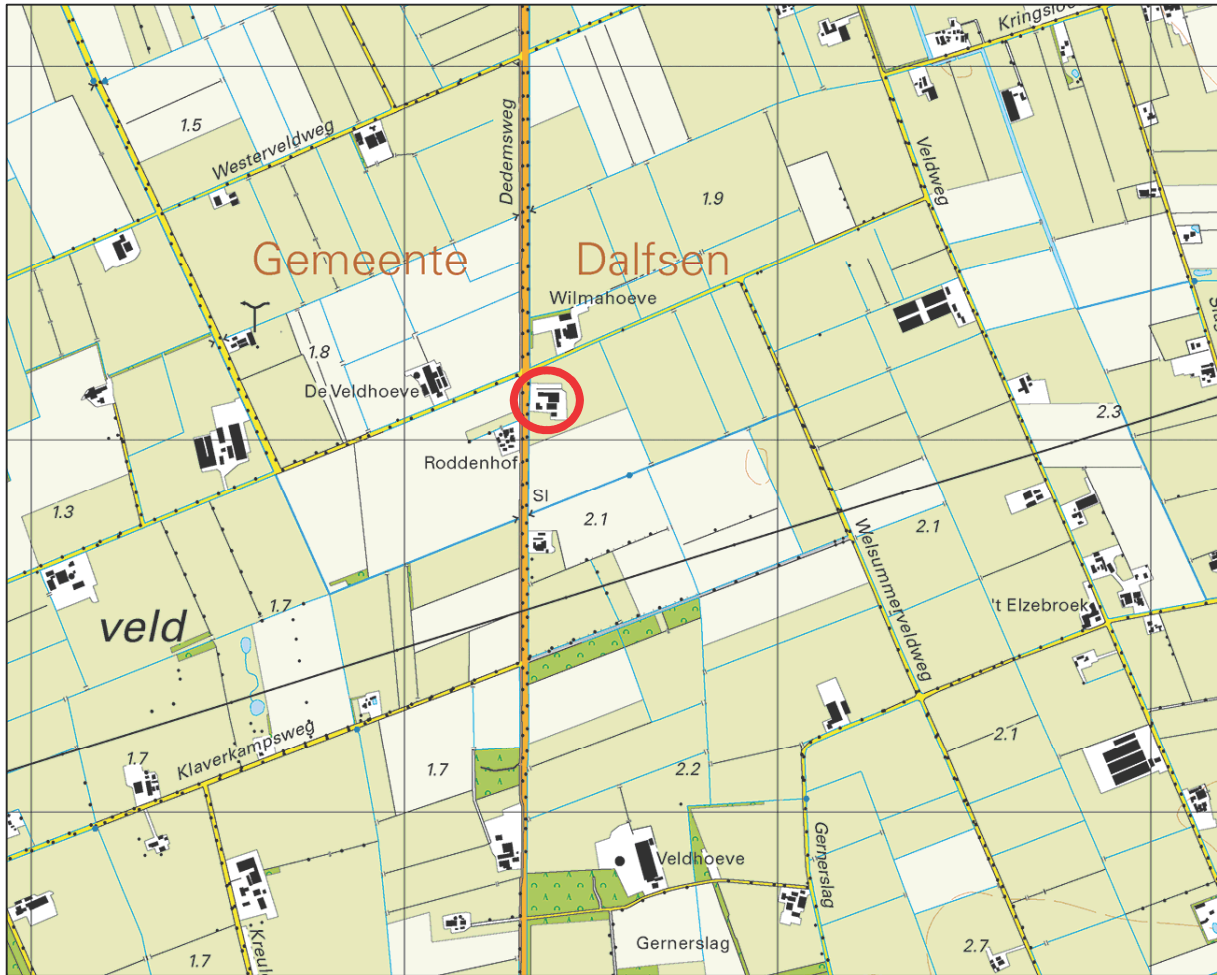 Kringsloo
1.5
Westerveldweg
Dedemsweg
Veldweg
1.9
Gemeente Dalfsen
Wilmahoeve
1.8
De Veldhoeve
2.3
Roddenhof
Sl
1.3
2.1
2.1
Welsummerveldweg
1.7
't Elzebroek
veld
Klaverkampsweg
1.7
1.7
2.2
2.1
Gernerslag
Veldhoeve
Kreul
1.7
Gernerslag
2.7